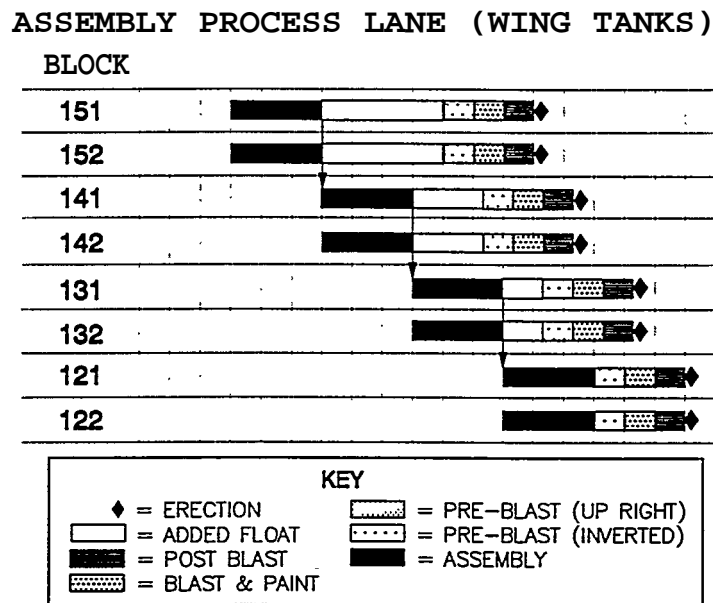 ASSEMBLY PROCESS LANE (WING TANKS)
BLOCK
151
152
141
142
131
132
121
122
KEY
= ERECTION
= PRE-BLAST (UP RIGHT)
= ADDED FLOAT
= PRE-BLAST (INVERTED)
= POST BLAST
= ASSEMBLY
= BLAST & PAINT